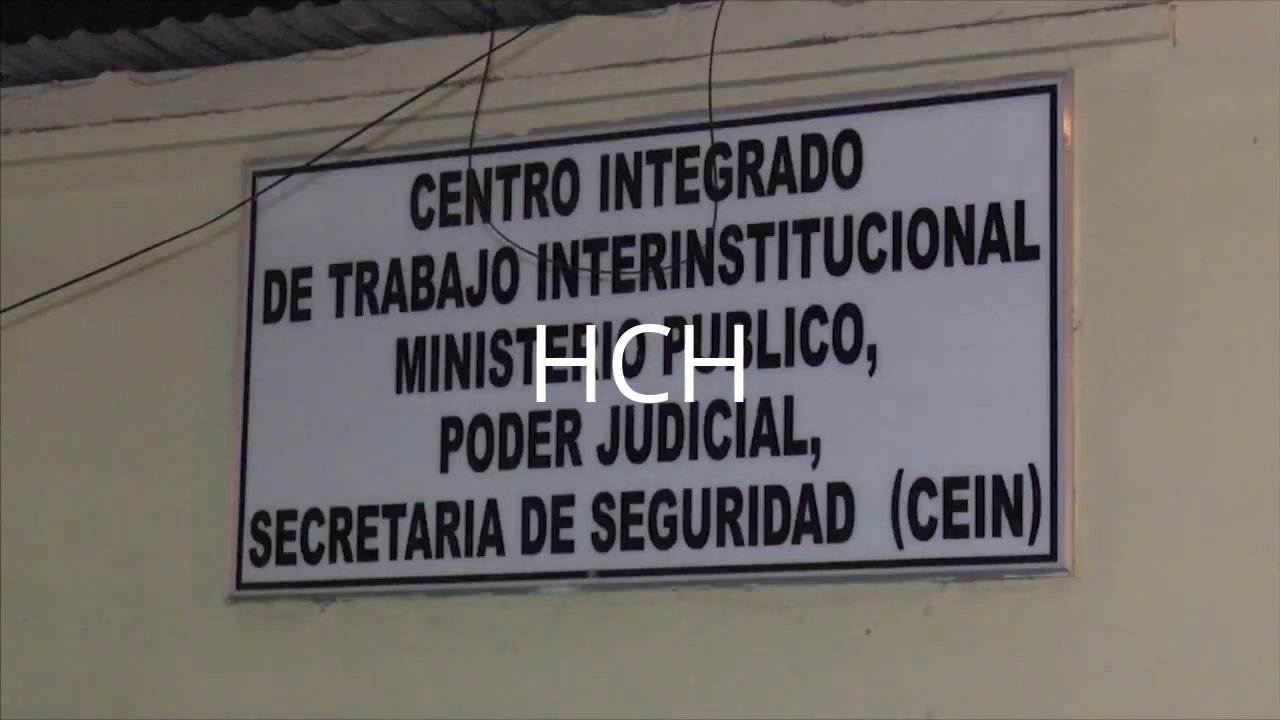 CENTRO INTEGRADO
DE TRABAJO INTERINSTITUCIONAL
MINISTERIO PUBLICO,
HCH
PODER JUDICIAL,
SECRETARIA DE SEGURIDAD (CEIN)